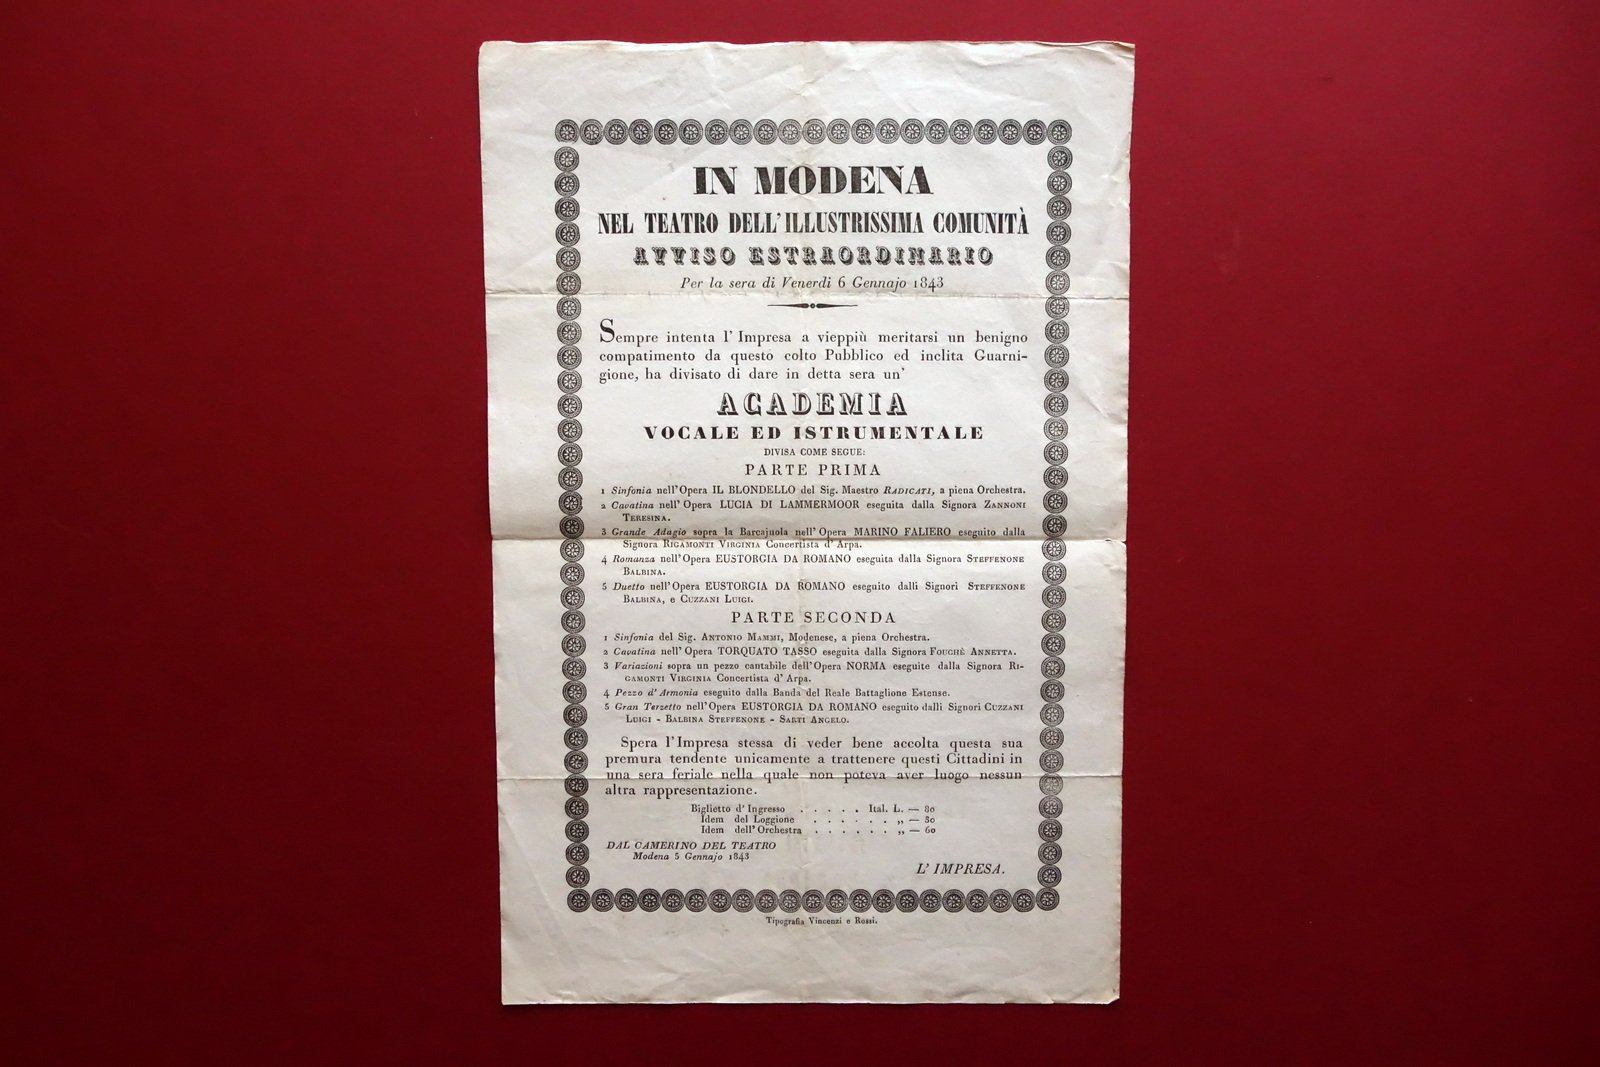 IN MODENA
NEL TEATRO DELL'ILLUSTRISSIMA COMUNITÀ
AVVISO ESTRAORDINARIO
Per la sera di Venerdì 6 Gennajo 1843
Sempre intenta l' Impresa a vieppiù meritarsi un benigno
compatimento da questo colto Pubblico ed inclita Guarni-
gione, ha divisato di dare in detta sera un'
ACADEMIA
VOCALE ED ISTRUMENTALE
DIVISA COME SEGUE:
PARTE PRIMA
1 Sinfonia nell'Opera IL BLONDELLO del Sig. Maestro RADICATI, a piena Orchestra.
2 Cavatina nell' Opera LUCIA DI LAMMERMOOR eseguita dalla Signora ZANNONI
TERESINA.
3 Grande Adagio sopra la Barcajuola nell' Opera MARINO FALIERO eseguito dalla
Signora RIGAMONTI VIRGINIA Concertista d' Arpa.
4 Romanza nell'Opera EUSTORGIA DA ROMANO eseguita dalla Signora STEFFENONE
BALBINA.
5 Duetto nell'Opera EUSTORGIA DA ROMANO eseguito dalli Signori STEFFENONE
BALBINA, e CUZZANI LUIGI.
PARTE SECONDA
1 Sinfonia del Sig. ANTONIO MAMMI, Modenese, a piena Orchestra.
2 Cavatina nell' Opera TORQUATO TASSO eseguita dalla Signora FOUCHÈ ANNETTA.
3 Variazioni sopra un pezzo cantabile dell'Opera NORMA eseguite dalla Signora RI-
GAMONTI VIRGINIA Concertista d' Arpa.
4 Pezzo d' Armonia eseguito dalla Banda del Reale Battaglione Estense.
5 Gran Terzetto nell'Opera EUSTORGIA DA ROMANO eseguito dalli Signori CUZZANI
LUIGI - BALBINA STEFFENONE - SARTI ANGELO.
Spera l'Impresa stessa di veder bene accolta questa sua
premura tendente unicamente a trattenere questi Cittadini in
una sera feriale nella quale non poteva aver luogo nessun
altra rappresentazione.
Biglietto d' Ingresso . . . . . Ital. L. — 80
Idem del Loggione . . . . . . ,, — 50
Idem dell' Orchestra . . . . . . ,, — 60
DAL CAMERINO DEL TEATRO
Modena 5 Gennajo 1843
L' IMPRESA.
Tipografia Vincenzi e Rossi.